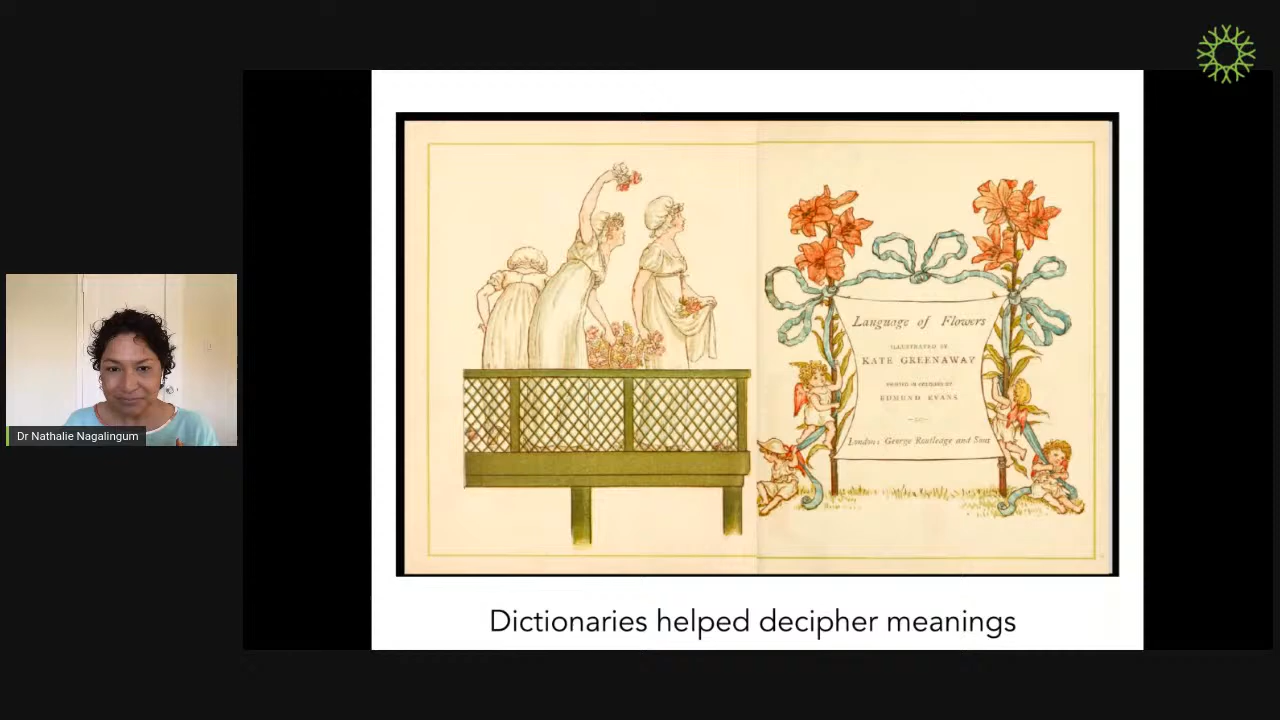 Language of Flowers
ILLUSTRATED BY
KATE GREENAWAY
PRINTED IN COLOURS BY
EDMUND EVANS
London: George Routledge and Sons
Dr Nathalie Nagalingum
Dictionaries helped decipher meanings